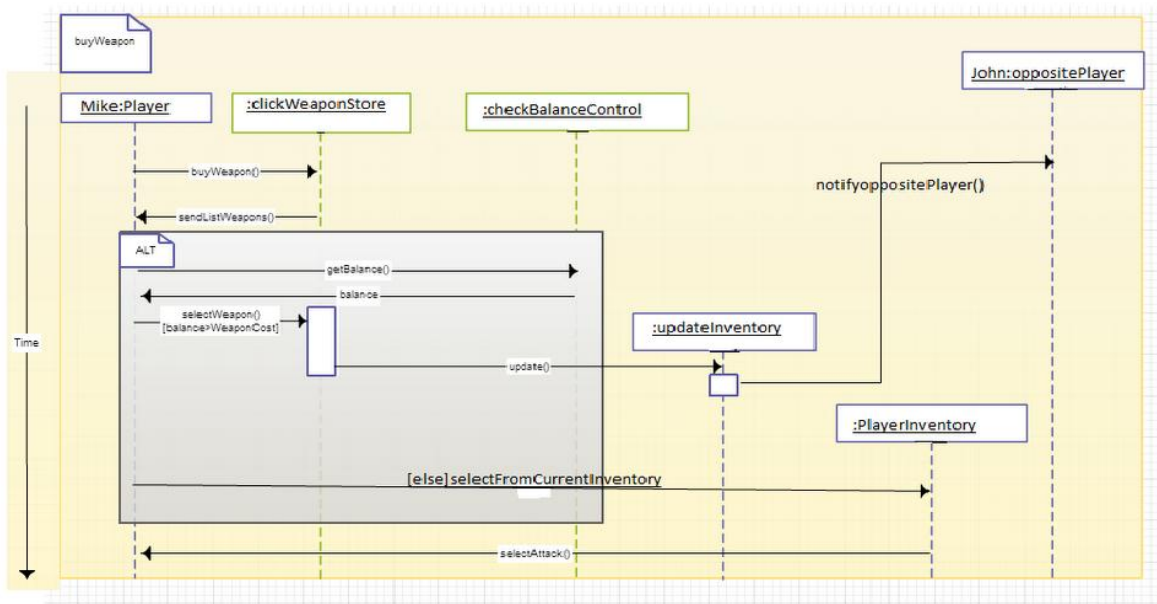 buyWeapon
John:oppositePlayer
Mike:Player
:clickWeaponStore
:checkBalanceControl
buyWeapon()
notifyoppositePlayer()
sendListWeapons()
ALT
getBalance()
balance
selectWeapon()
[balance>WeaponCost]
:updateInventory
Time
update()
:PlayerInventory
[else]selectFromCurrentInventory
selectAttack()